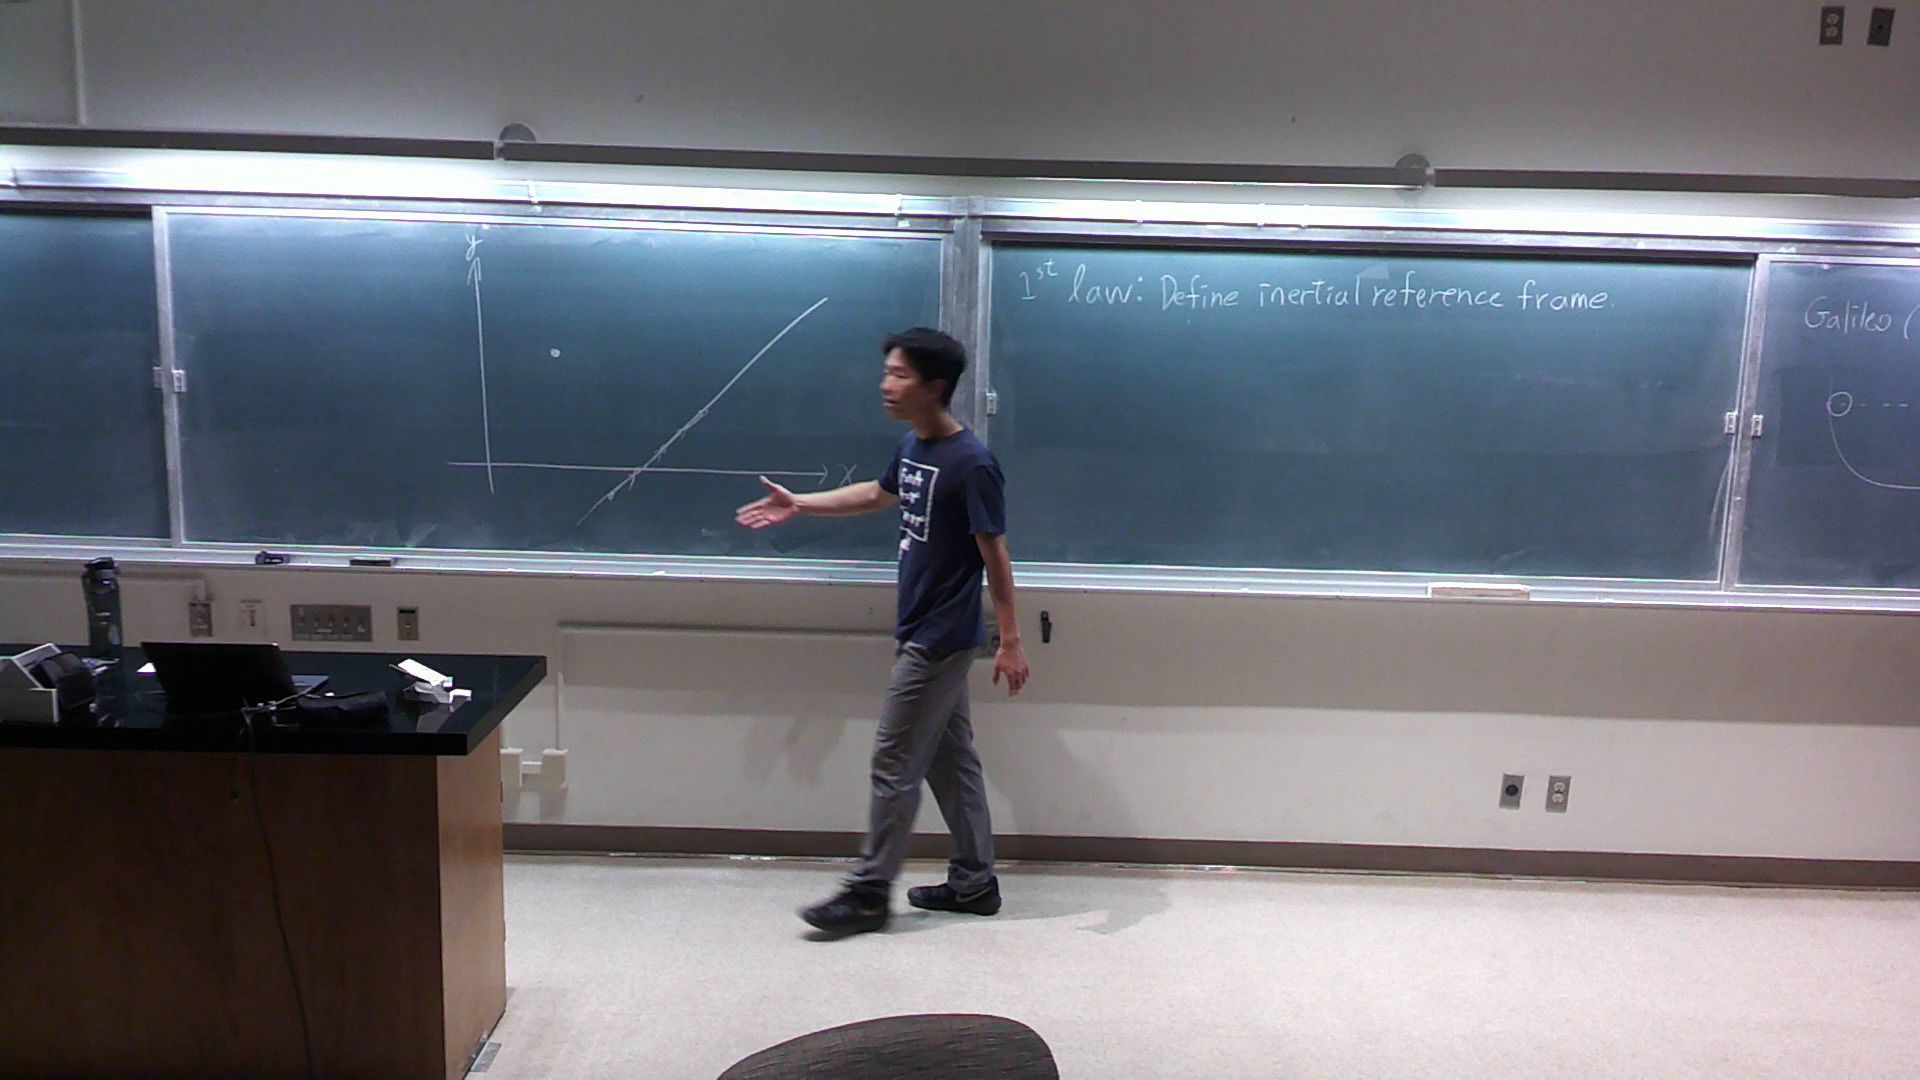 y
x
1st law: Define inertial reference frame.
Galileo (